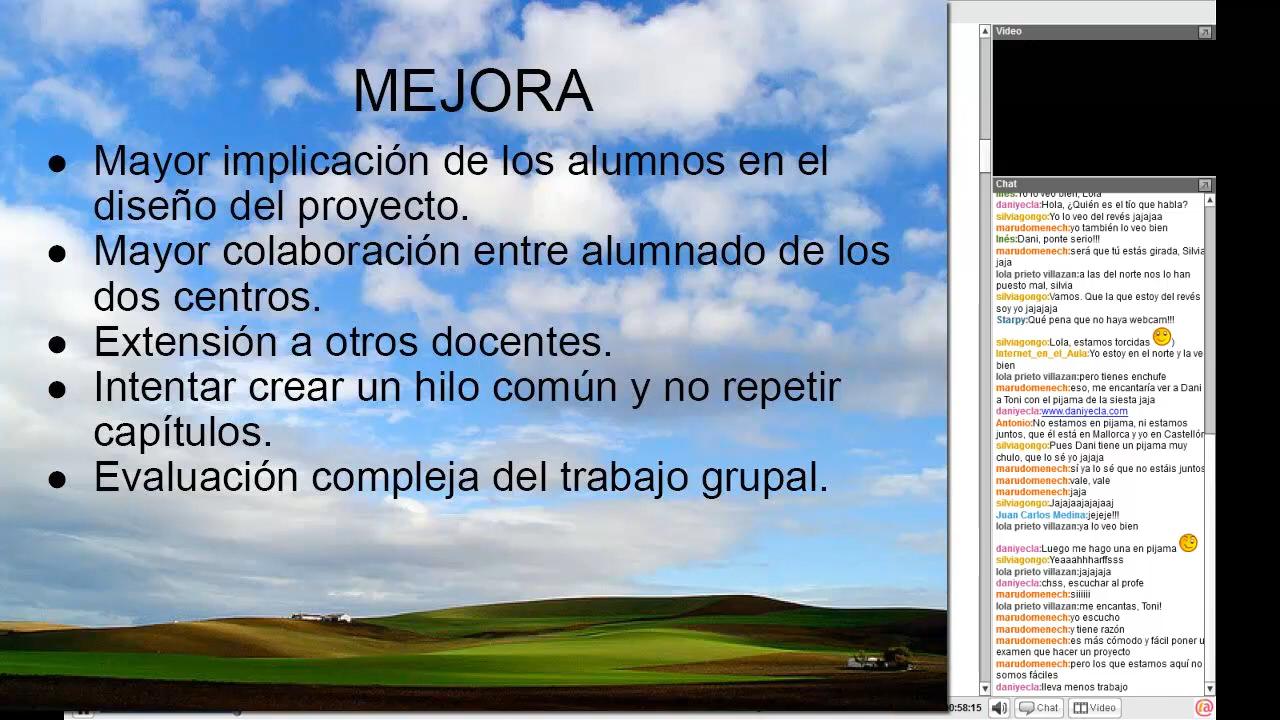 MEJORA
● Mayor implicación de los alumnos en el
diseño del proyecto.
● Mayor colaboración entre alumnado de los
dos centros.
● Extensión a otros docentes.
● Intentar crear un hilo común y no repetir
capítulos.
● Evaluación compleja del trabajo grupal.
Video
Chat
Inés:Yo lo veo bien, Lola
daniyecla:Hola, ¿Quién es el tío que habla?
silviagongo:Yo lo veo del revés jajajaa
marudomenech:yo también lo veo bien
Inés:Dani, ponte serio!!!
marudomenech:será que tú estás girada, Silvia
jaja
lola prieto villazan:a las del norte nos lo han
puesto mal, silvia
silviagongo:Vamos. Que la que estoy del revés
soy yo jajajaja
Starpy:Qué pena que no haya webcam!!!
silviagongo:Lola, estamos torcidas )
Internet_en_el_Aula:Yo estoy en el norte y la ve
bien
lola prieto villazan:pero tienes enchufe
marudomenech:eso, me encantaría ver a Dani
a Toni con el pijama de la siesta jaja
daniyecla:www.daniyecla.com
Antonio:No estamos en pijama, ni estamos
juntos, que él está en Mallorca y yo en Castellón
silviagongo:Pues Dani tiene un pijama muy
chulo, que lo sé yo jajaja
marudomenech:sí ya lo sé que no estáis juntos
marudomenech:vale, vale
marudomenech:jaja
silviagongo:Jajajaajajajaaj
Juan Carlos Medina:jejeje!!!
lola prieto villazan:ya lo veo bien
daniyecla:Luego me hago una en pijama
silviagongo:Yeaaahhharffsss
lola prieto villazan:jajajaja
daniyecla:chss, escuchar al profe
marudomenech:siiiiii
lola prieto villazan:me encantas, Toni!
marudomenech:yo escucho
marudomenech:y tiene razón
marudomenech:es más cómodo y fácil poner u
examen que hacer un proyecto
marudomenech:pero los que estamos aquí no
somos fáciles
daniyecla:lleva menos trabajo
0:58:15 Chat Video